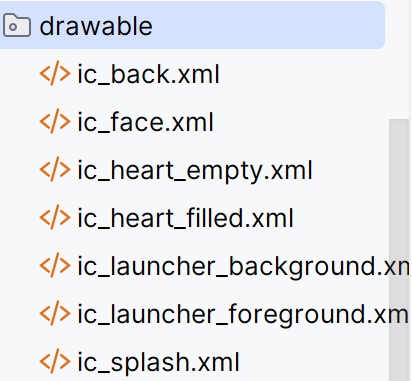 drawable
ic_back.xml
ic_face.xml
ic_heart_empty.xml
ic_heart_filled.xml
ic_launcher_background.xm
ic_launcher_foreground.xm
ic_splash.xml